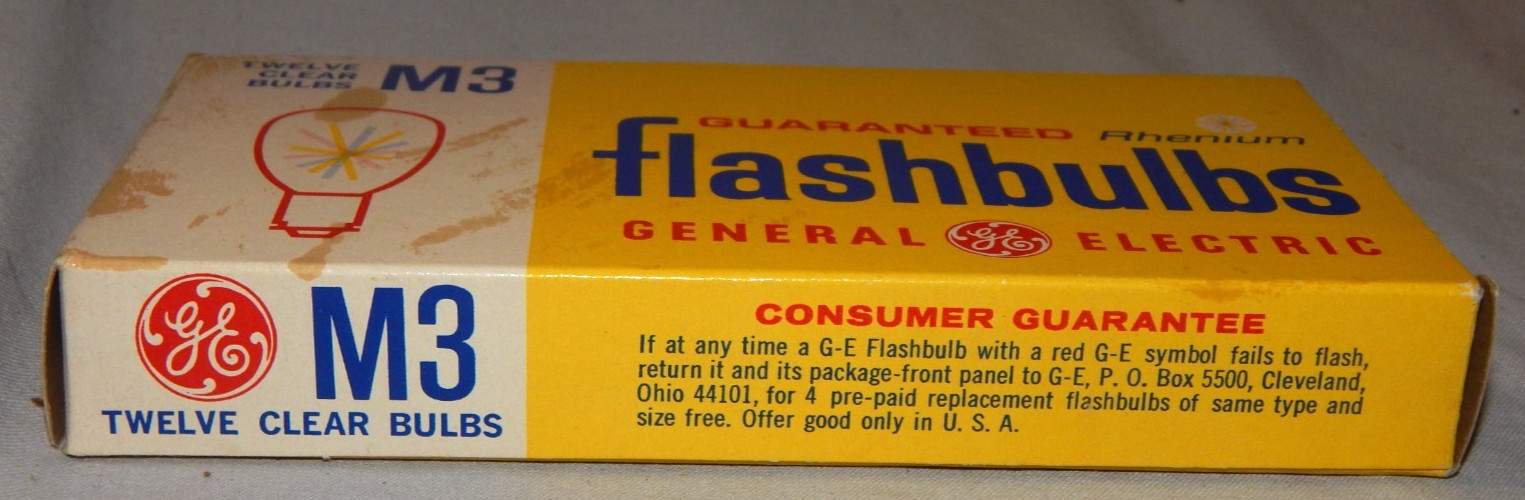 TWELVE
CLEAR
BULBS M3
GUARANTEED Rhenium
flashbulbs
GENERAL GE ELECTRIC
GE M3
TWELVE CLEAR BULBS
CONSUMER GUARANTEE
If at any time a G-E Flashbulb with a red G-E symbol fails to flash,
return it and its package-front panel to G-E, P. O. Box 5500, Cleveland,
Ohio 44101, for 4 pre-paid replacement flashbulbs of same type and
size free. Offer good only in U. S. A.